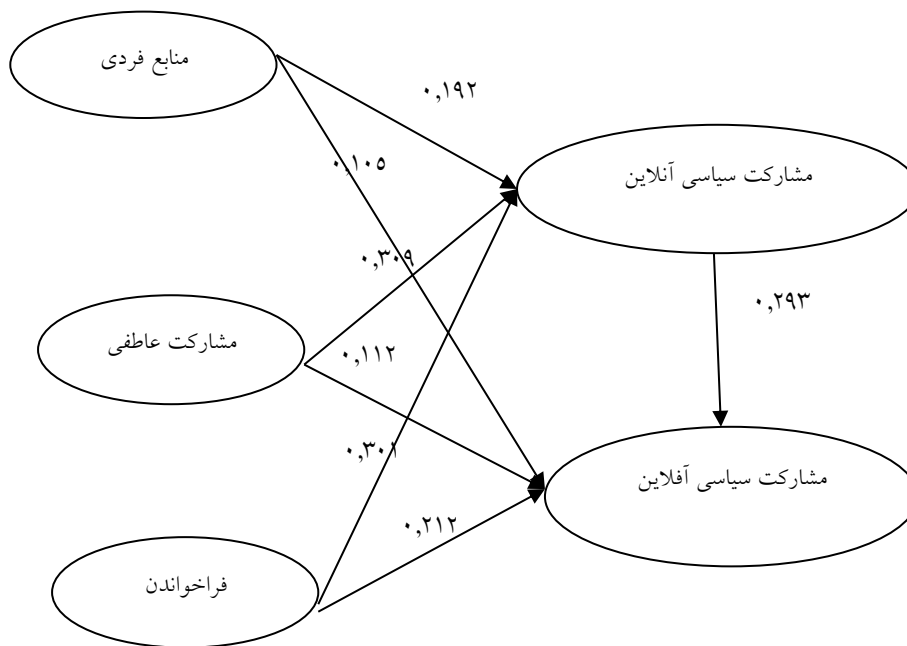 منابع فردی
۰,۱۹۲
۰,۱۰۵
مشارکت سیاسی آنلاین
۰,۳۰۹
۰,۲۹۳
مشارکت عاطفی
۰,۱۱۲
۰,۳۰۱
مشارکت سیاسی آفلاین
۰,۲۱۲
فراخواندن